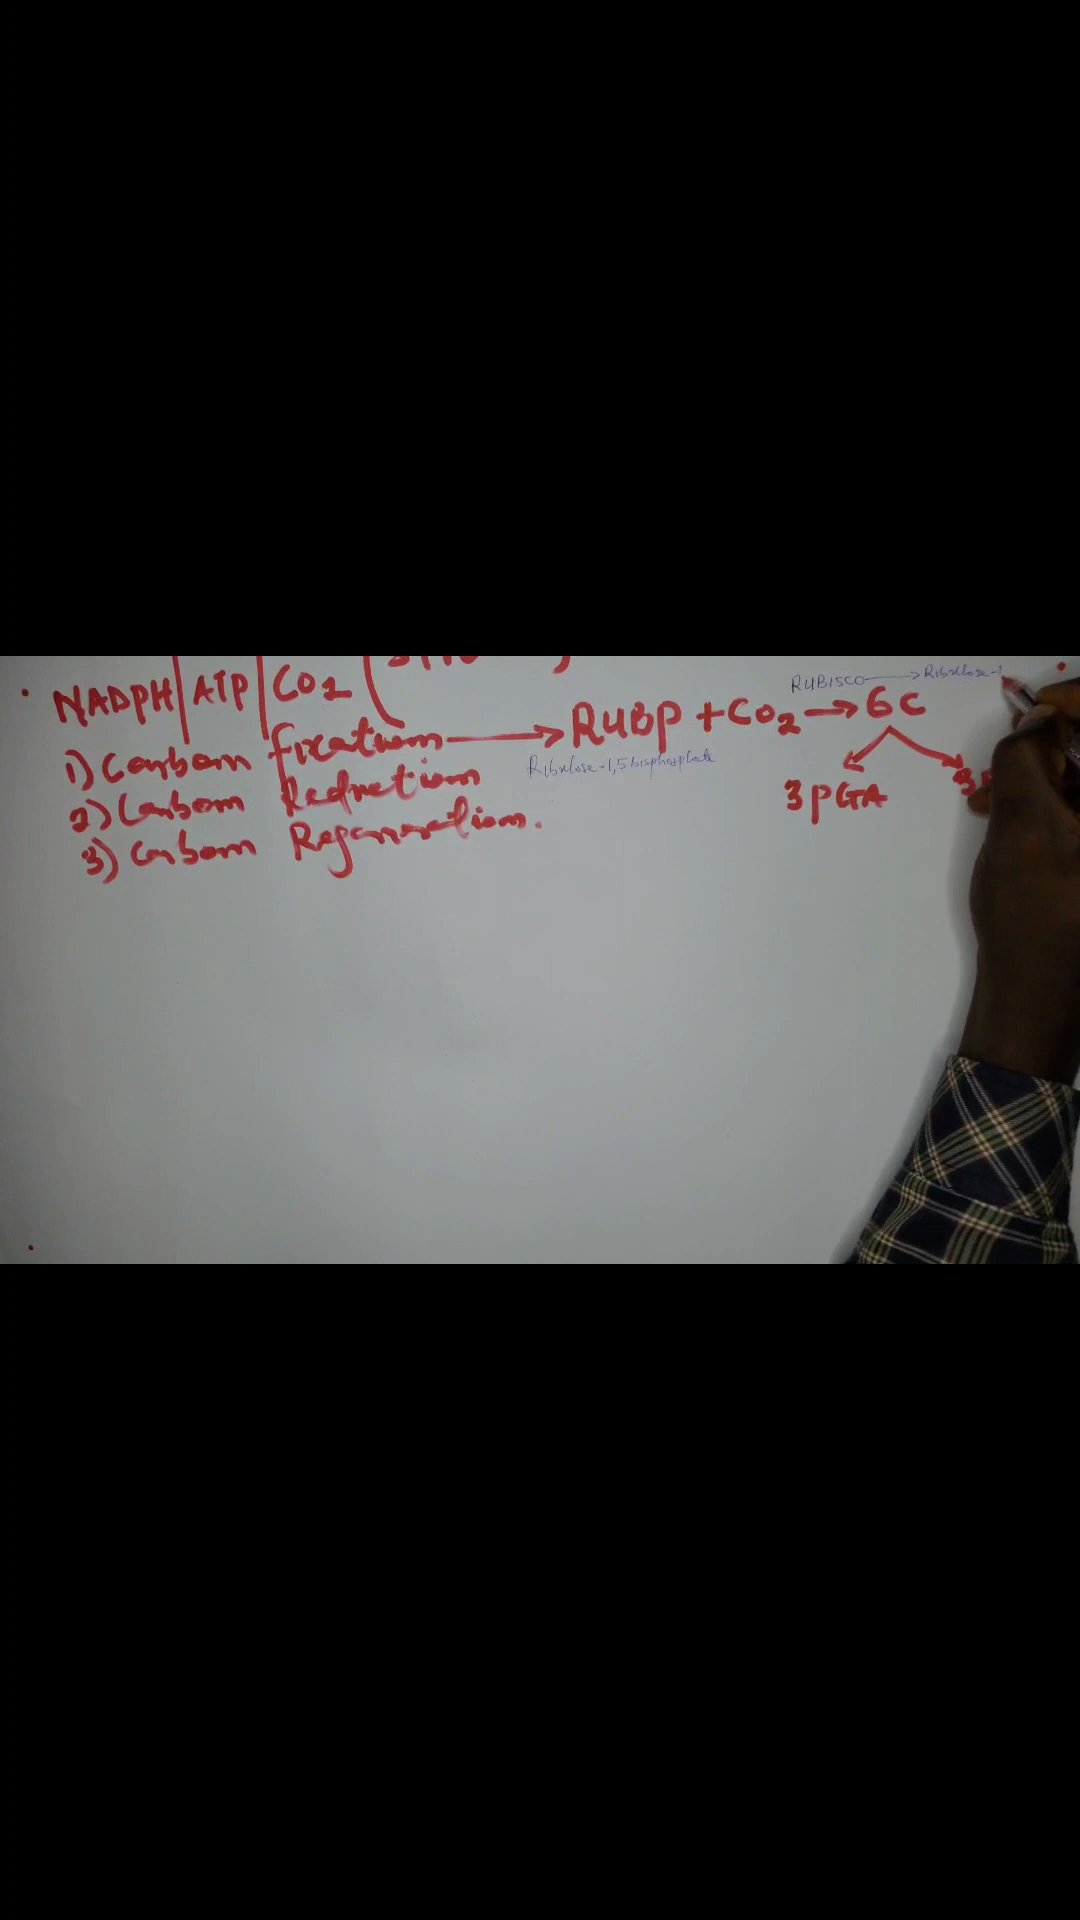 NADPH|ATP|CO2 (
RUBISCO → Ribulose-1
1) Carbon fixation → RUBP + CO2 → 6C
Ribulose-1,5 bisphosphate
2) Carbon Reduction
3PGA
3) Carbon Regeneration.